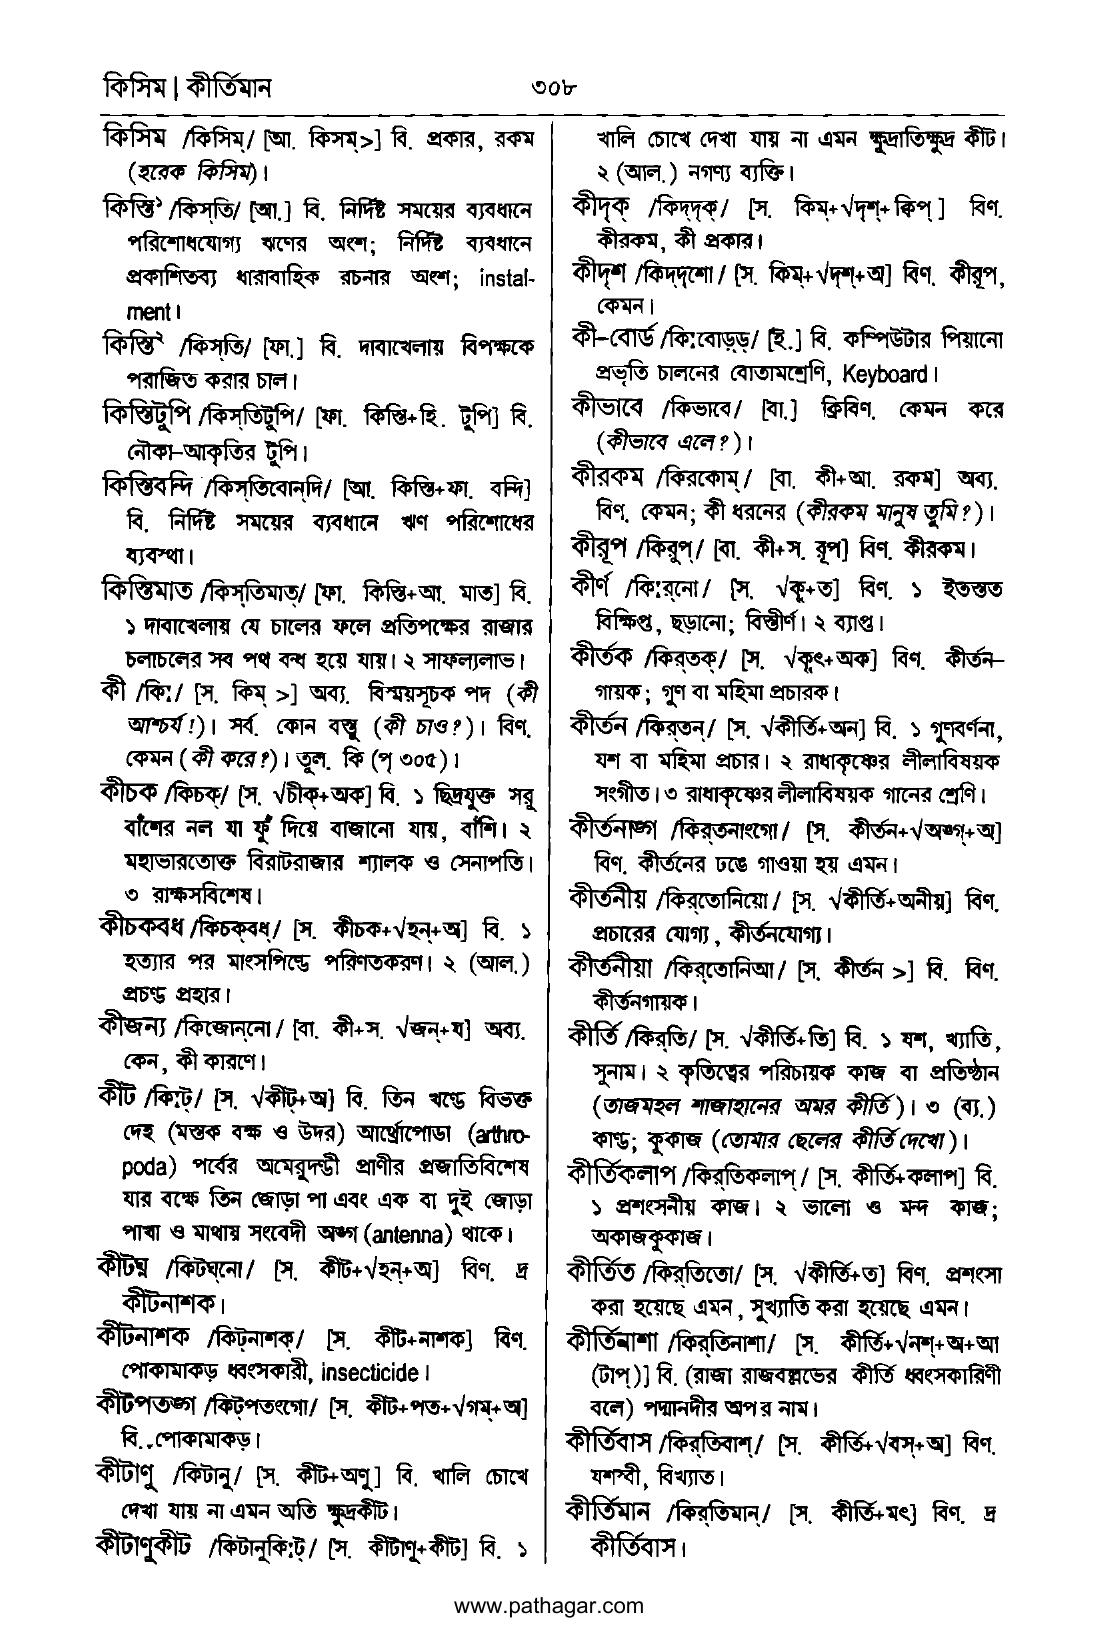 কিসিম | কীর্তিমান
৩০৮
কিসিম /কিসিম্/ [আ. কিসম্>] বি. প্রকার, রকম
(হরেক কিসিম)।
কিস্তি১ /কিস্‌তি/ [আ.] বি. নির্দিষ্ট সময়ের ব্যবধানে
পরিশোধযোগ্য ঋণের অংশ; নির্দিষ্ট ব্যবধানে
প্রকাশিতব্য ধারাবাহিক রচনার অংশ; instal-
ment।
কিস্তি২ /কিস্‌তি/ [ফা.] বি. দাবাখেলায় বিপক্ষকে
পরাজিত করার চাল।
কিস্তিটুপি /কিস্‌তিটুপি/ [ফা. কিস্তি+হি. টুপি] বি.
নৌকা-আকৃতির টুপি।
কিস্তিবন্দি /কিস্‌তিবোন্‌দি/ [আ. কিস্তি+ফা. বন্দি]
বি. নির্দিষ্ট সময়ের ব্যবধানে ঋণ পরিশোধের
ব্যবস্থা।
কিস্তিমাত /কিস্‌তিমাত্/ [ফা. কিস্তি+আ. মাত] বি.
১ দাবাখেলায় যে চালের ফলে প্রতিপক্ষের রাজার
চলাচলের সব পথ বন্ধ হয়ে যায়। ২ সাফল্যলাভ।
কী /কি:/ [স. কিম্ >] অব্য. বিস্ময়সূচক পদ (কী
আশ্চর্য!)। সর্ব. কোন বস্তু (কী চাও?)। বিণ.
কেমন (কী করে?)। তুল. কি (পৃ ৩০৫)।
কীচক /কিচক্/ [স. √চীক্+অক] বি. ১ ছিদ্রযুক্ত সরু
বাঁশের নল যা ফুঁ দিয়ে বাজানো যায়, বাঁশি। ২
মহাভারতোক্ত বিরাটরাজার শ্যালক ও সেনাপতি।
৩ রাক্ষসবিশেষ।
কীচকবধ /কিচক্‌বধ্/ [স. কীচক+√হন্+অ] বি. ১
হত্যার পর মাংসপিণ্ডে পরিণতকরণ। ২ (আল.)
প্রচণ্ড প্রহার।
কীজন্য /কিজোন্‌নো/ [বা. কী+স. √জন্+য] অব্য.
কেন, কী কারণে।
কীট /কি:ট্/ [স. √কীট্+অ] বি. তিন খণ্ডে বিভক্ত
দেহ (মস্তক বক্ষ ও উদর) আর্থ্রোপোডা (arthro-
poda) পর্বের অমেরুদণ্ডী প্রাণীর প্রজাতিবিশেষ
যার বক্ষে তিন জোড়া পা এবং এক বা দুই জোড়া
পাখা ও মাথায় সংবেদী অঙ্গ (antenna) থাকে।
কীটঘ্ন /কিটঘ্‌নো/ [স. কীট+√হন্+অ] বিণ. দ্র
কীটনাশক।
কীটনাশক /কিট্‌নাশক্/ [স. কীট+নাশক] বিণ.
পোকামাকড় ধ্বংসকারী, insecticide।
কীটপতঙ্গ /কিট্‌পতংগো/ [স. কীট+পত+√গম্+অ]
বি. পোকামাকড়।
কীটাণু /কিটানু/ [স. কীট+অণু] বি. খালি চোখে
দেখা যায় না এমন অতি ক্ষুদ্রকীট।
কীটাণুকীট /কিটানুকি:ট্/ [স. কীটাণু+কীট] বি. ১
খালি চোখে দেখা যায় না এমন ক্ষুদ্রাতিক্ষুদ্র কীট।
২ (আল.) নগণ্য ব্যক্তি।
কীদৃক্ /কিদ্‌দৃক্/ [স. কিম্+√দৃশ্+ক্বিপ্] বিণ.
কীরকম, কী প্রকার।
কীদৃশ /কিদ্‌দৃশো/ [স. কিম্+√দৃশ্+অ] বিণ. কীরূপ,
কেমন।
কী-বোর্ড /কি:বোর্‌ড্/ [ই.] বি. কম্পিউটার পিয়ানো
প্রভৃতি চালনের বোতামশ্রেণি, Keyboard।
কীভাবে /কিভাবে/ [বা.] ক্রিবিণ. কেমন করে
(কীভাবে এলে?)।
কীরকম /কিরকোম্/ [বা. কী+আ. রকম] অব্য.
বিণ. কেমন; কী ধরনের (কীরকম মানুষ তুমি?)।
কীরূপ /কিরুপ্/ [বা. কী+স. রূপ] বিণ. কীরকম।
কীর্ণ /কি:র্‌নো/ [স. √কৃ+ত] বিণ. ১ ইতস্তত
বিক্ষিপ্ত, ছড়ানো; বিস্তীর্ণ। ২ ব্যাপ্ত।
কীর্তক /কির্‌তক্/ [স. √কৃৎ+অক] বিণ. কীর্তন-
গায়ক; গুণ বা মহিমা প্রচারক।
কীর্তন /কির্‌তন্/ [স. √কীর্তি+অন] বি. ১ গুণবর্ণনা,
যশ বা মহিমা প্রচার। ২ রাধাকৃষ্ণের লীলাবিষয়ক
সংগীত। ৩ রাধাকৃষ্ণের লীলাবিষয়ক গানের শ্রেণি।
কীর্তনাঙ্গ /কির্‌তনাংগো/ [স. কীর্তন+√অঙ্গ্+অ]
বিণ. কীর্তনের ঢঙে গাওয়া হয় এমন।
কীর্তনীয় /কির্‌তোনিয়ো/ [স. √কীর্তি+অনীয়] বিণ.
প্রচারের যোগ্য, কীর্তনযোগ্য।
কীর্তনীয়া /কির্‌তোনিআ/ [স. কীর্তন >] বি. বিণ.
কীর্তনগায়ক।
কীর্তি /কির্‌তি/ [স. √কীর্তি+তি] বি. ১ যশ, খ্যাতি,
সুনাম। ২ কৃতিত্বের পরিচায়ক কাজ বা প্রতিষ্ঠান
(তাজমহল শাজাহানের অমর কীর্তি)। ৩ (ব্য.)
কাণ্ড; কুকাজ (তোমার ছেলের কীর্তি দেখো)।
কীর্তিকলাপ /কির্‌তিকলাপ্/ [স. কীর্তি+কলাপ] বি.
১ প্রশংসনীয় কাজ। ২ ভালো ও মন্দ কাজ;
অকাজকুকাজ।
কীর্তিত /কির্‌তিতো/ [স. √কীর্তি+ত] বিণ. প্রশংসা
করা হয়েছে এমন, সুখ্যাতি করা হয়েছে এমন।
কীর্তিনাশা /কির্‌তিনাশা/ [স. কীর্তি+√নশ্+অ+আ
(টাপ্)] বি. (রাজা রাজবল্লভের কীর্তি ধ্বংসকারিণী
বলে) পদ্মানদীর অপর নাম।
কীর্তিবাস /কির্‌তিবাশ্/ [স. কীর্তি+√বস্+অ] বিণ.
যশস্বী, বিখ্যাত।
কীর্তিমান /কির্‌তিমান্/ [স. কীর্তি+মৎ] বিণ. দ্র
কীর্তিবাস।
www.pathagar.com